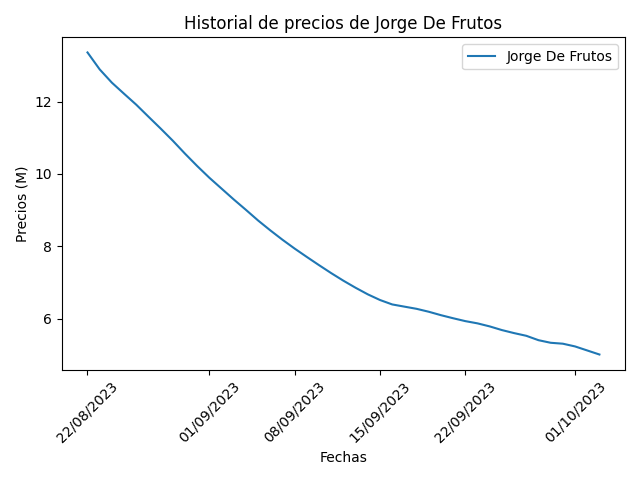 Historial de precios de Jorge De Frutos
Jorge De Frutos
Precios (M)
12
10
8
6
22/08/2023
01/09/2023
08/09/2023
15/09/2023
22/09/2023
01/10/2023
Fechas